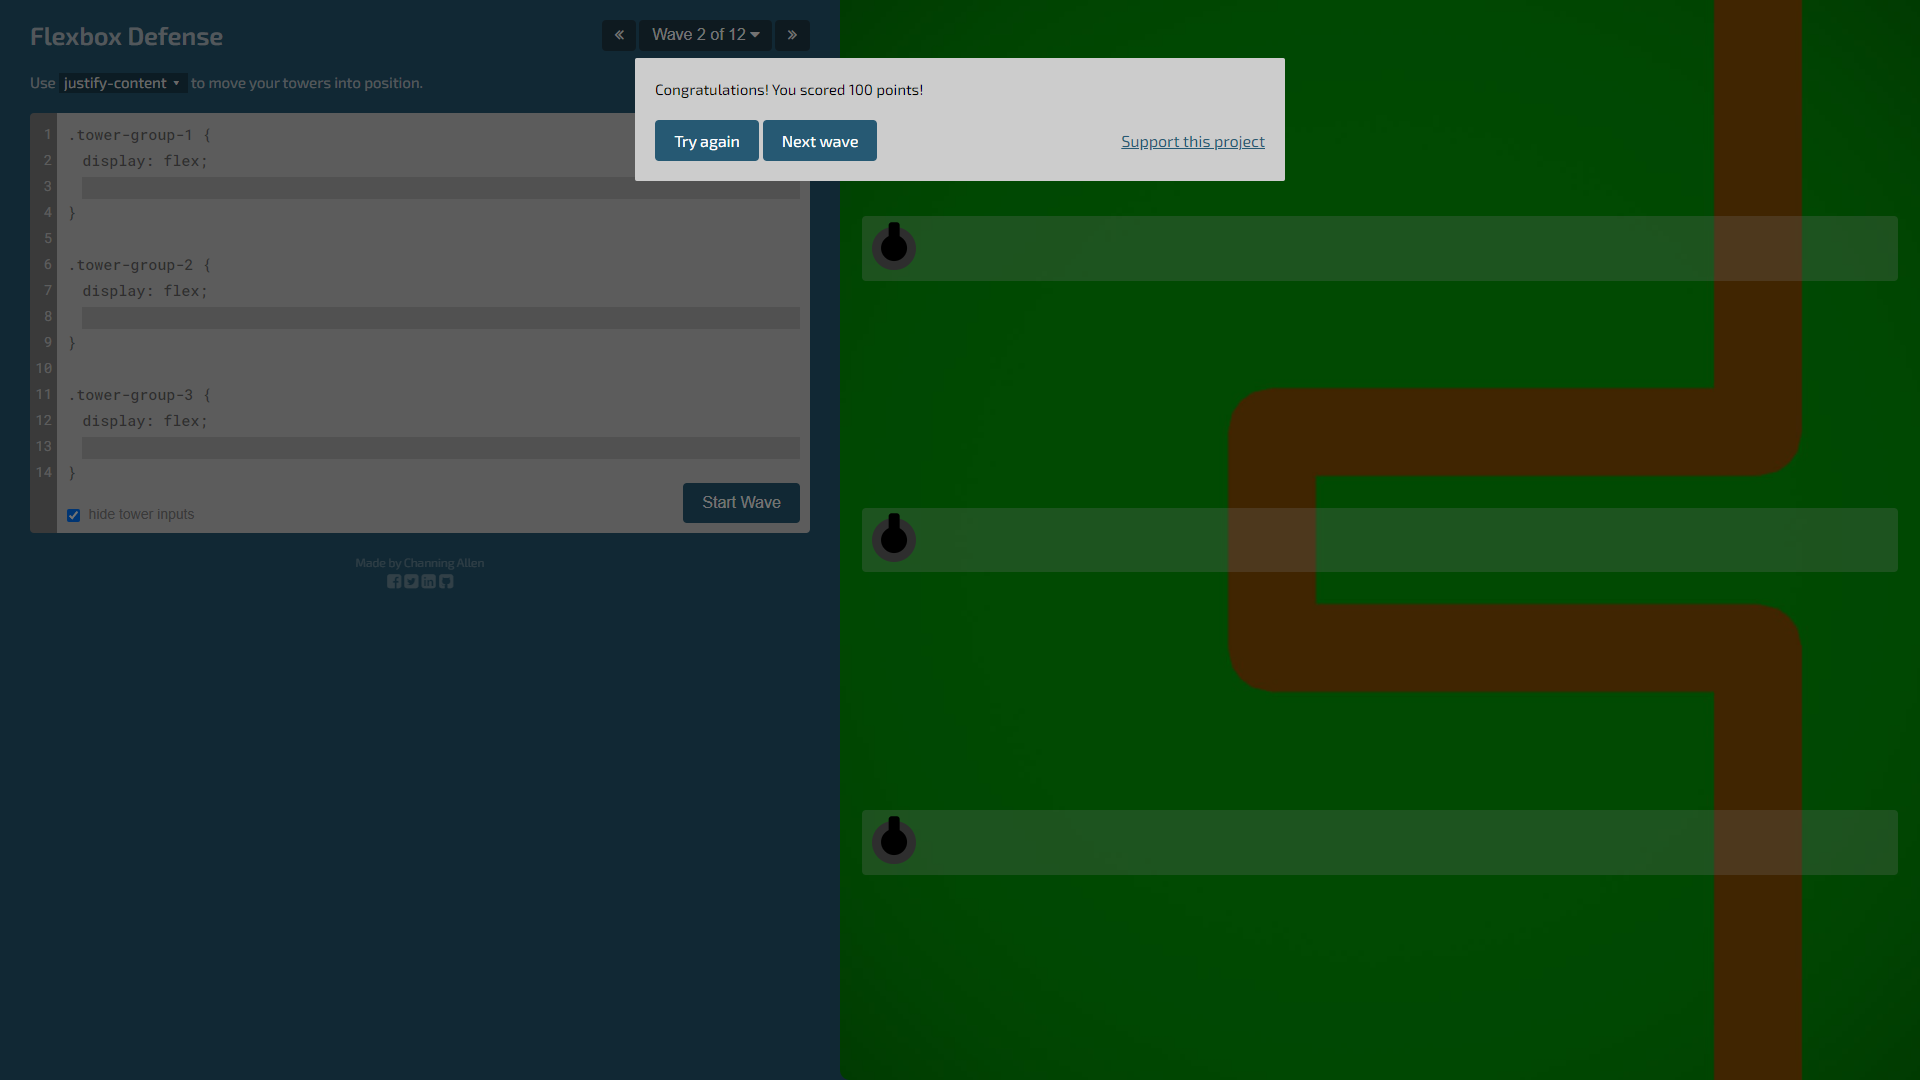 Flexbox Defense
«
Wave 2 of 12
»
Use justify-content to move your towers into position.
Congratulations! You scored 100 points!
Try again
Next wave
Support this project
1 .tower-group-1 {
2 display: flex;
3
4 }
5
6 .tower-group-2 {
7 display: flex;
8
9 }
10
11 .tower-group-3 {
12 display: flex;
13
14 }
hide tower inputs
Start Wave
Made by Channing Allen